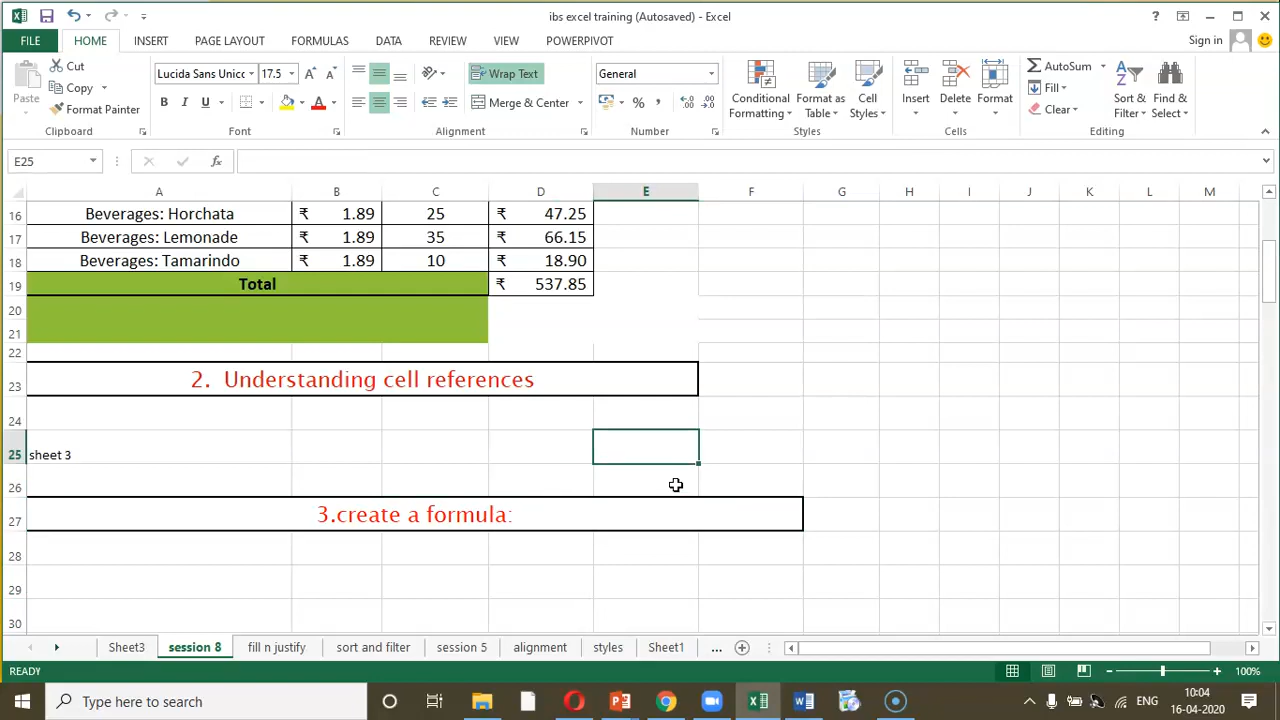 ibs excel training (Autosaved) - Excel
?
FILE HOME INSERT PAGE LAYOUT FORMULAS DATA REVIEW VIEW POWERPIVOT Sign in
Paste Cut Copy Format Painter Clipboard
Lucida Sans Unicc 17.5 A A B I U A Font
Wrap Text Merge & Center Alignment
General % , Number
Conditional Formatting Format as Table Cell Styles Styles
Insert Delete Format Cells
AutoSum Fill Clear Sort & Filter Find & Select Editing
E25 fx
A B C D E F G H I J K L M
16 Beverages: Horchata ₹ 1.89 25 ₹ 47.25
17 Beverages: Lemonade ₹ 1.89 35 ₹ 66.15
18 Beverages: Tamarindo ₹ 1.89 10 ₹ 18.90
19 Total ₹ 537.85
20
21
22
23 2. Understanding cell references
24
25 sheet 3
26
27 3.create a formula:
28
29
30
Sheet3 session 8 fill n justify sort and filter session 5 alignment styles Sheet1 ...
READY 100%
Type here to search ENG 10:04
16-04-2020